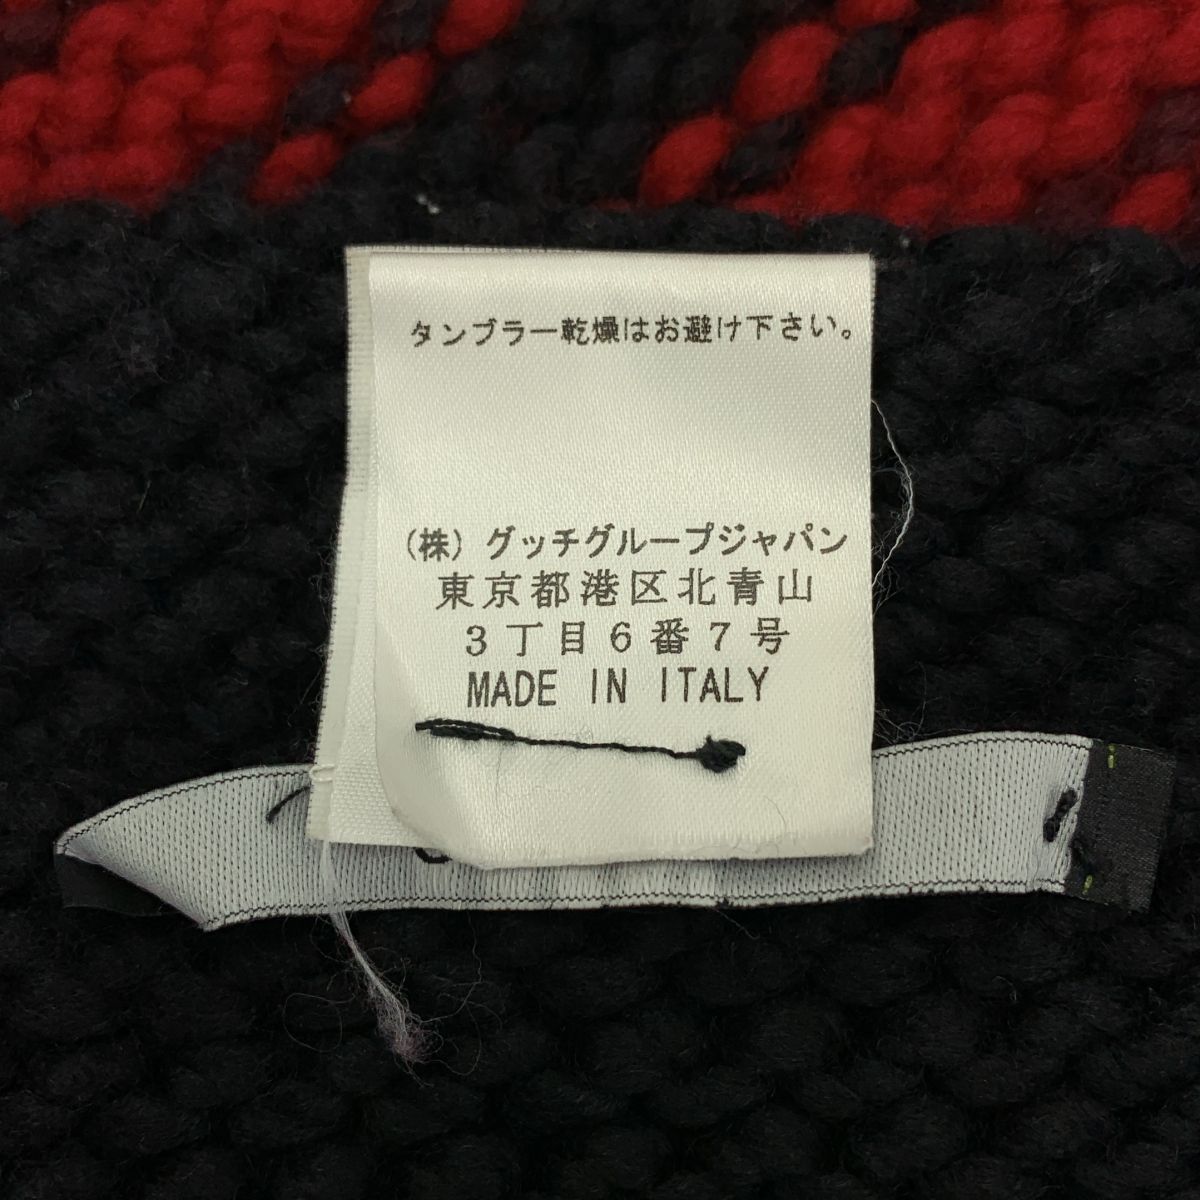 タンブラー乾燥はお避け下さい。
(株) グッチグループジャパン
東京都港区北青山
3丁目6番7号
MADE IN ITALY